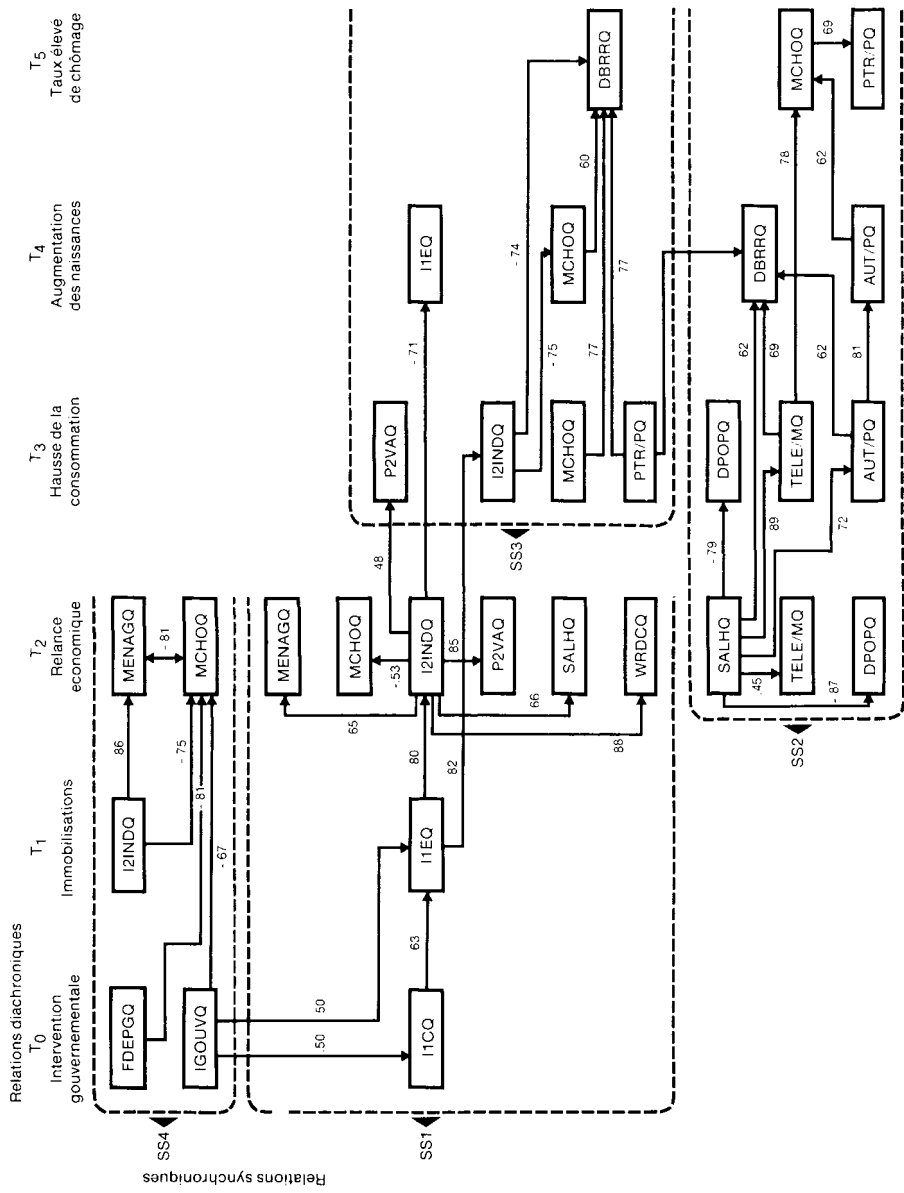 Relations diachroniques
T0
Intervention
gouvernementale
T1
Immobilisations
T2
Relance
economique
T3
Hausse de la
consommation
T4
Augmentation
des naissances
T5
Taux élevé
de chômage
Relations synchroniques
SS4
FDEPGQ
IGOUVQ
I2INDQ
MENAGQ
MCHOQ
86
- 81
- 75
- 81
- 67
SS1
50
.50
I1CQ
63
I1EQ
80
82
MENAGQ
MCHOQ
I2INDQ
P2VAQ
SALHQ
WRDCQ
65
-.53
85
66
88
48
- 71
SS3
P2VAQ
I2INDQ
MCHOQ
PTR/PQ
I1EQ
MCHOQ
DBRRQ
- 74
- 75
60
77
77
SS2
SALHQ
TELE/MQ
DPOPQ
.45
- 87
- 79
DPOPQ
TELE/MQ
AUT/PQ
89
72
62
69
62
81
DBRRQ
AUT/PQ
78
62
MCHOQ
69
PTR/PQ